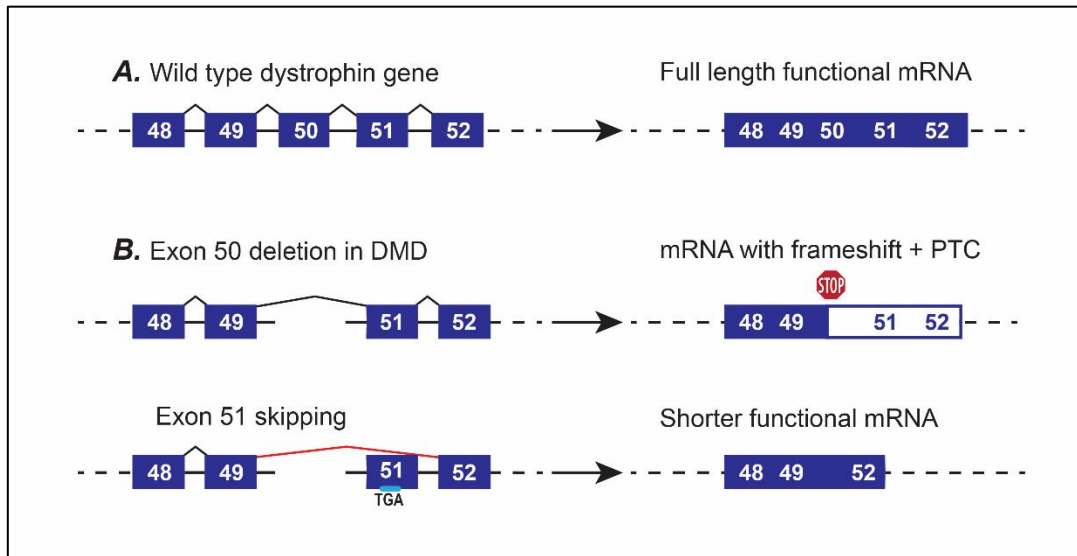 A. Wild type dystrophin gene
Full length functional mRNA
48 49 50 51 52
48 49 50 51 52
B. Exon 50 deletion in DMD
mRNA with frameshift + PTC
STOP
48 49 51 52
48 49 51 52
Exon 51 skipping
Shorter functional mRNA
48 49 51 52
48 49 52
TGA